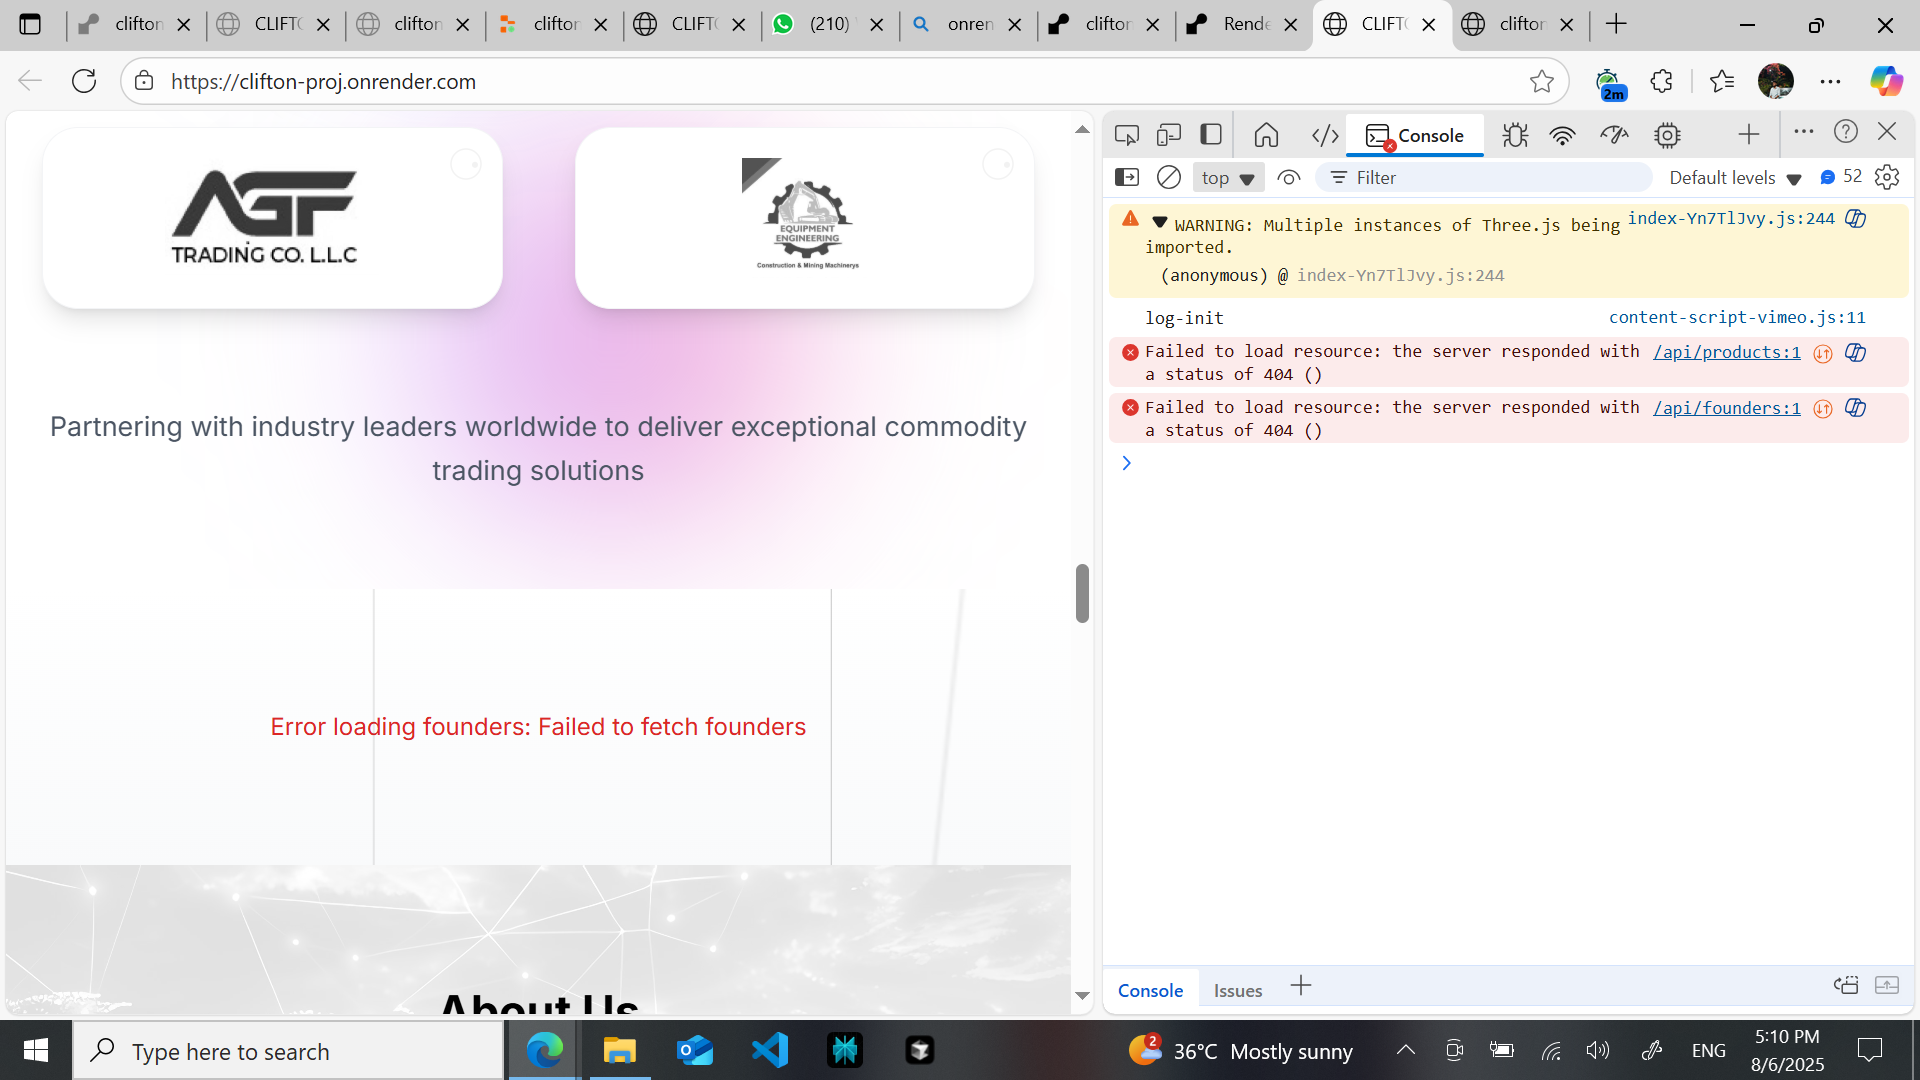 clifton
CLIFTO
clifton
clifton
CLIFTO
(210)
onren
clifton
Rende
CLIFTO
clifton
https://clifton-proj.onrender.com
2m
AGF
TRADING CO. L.L.C
EQUIPMENT
ENGINEERING
Construction & Mining Machinerys
Partnering with industry leaders worldwide to deliver exceptional commodity
trading solutions
Error loading founders: Failed to fetch founders
About Us
Console
top
Filter
Default levels
52
WARNING: Multiple instances of Three.js being index-Yn7TlJvy.js:244
imported.
(anonymous) @ index-Yn7TlJvy.js:244
log-init content-script-vimeo.js:11
Failed to load resource: the server responded with /api/products:1
a status of 404 ()
Failed to load resource: the server responded with /api/founders:1
a status of 404 ()
Console
Issues
Type here to search
2
36°C Mostly sunny
ENG
5:10 PM
8/6/2025